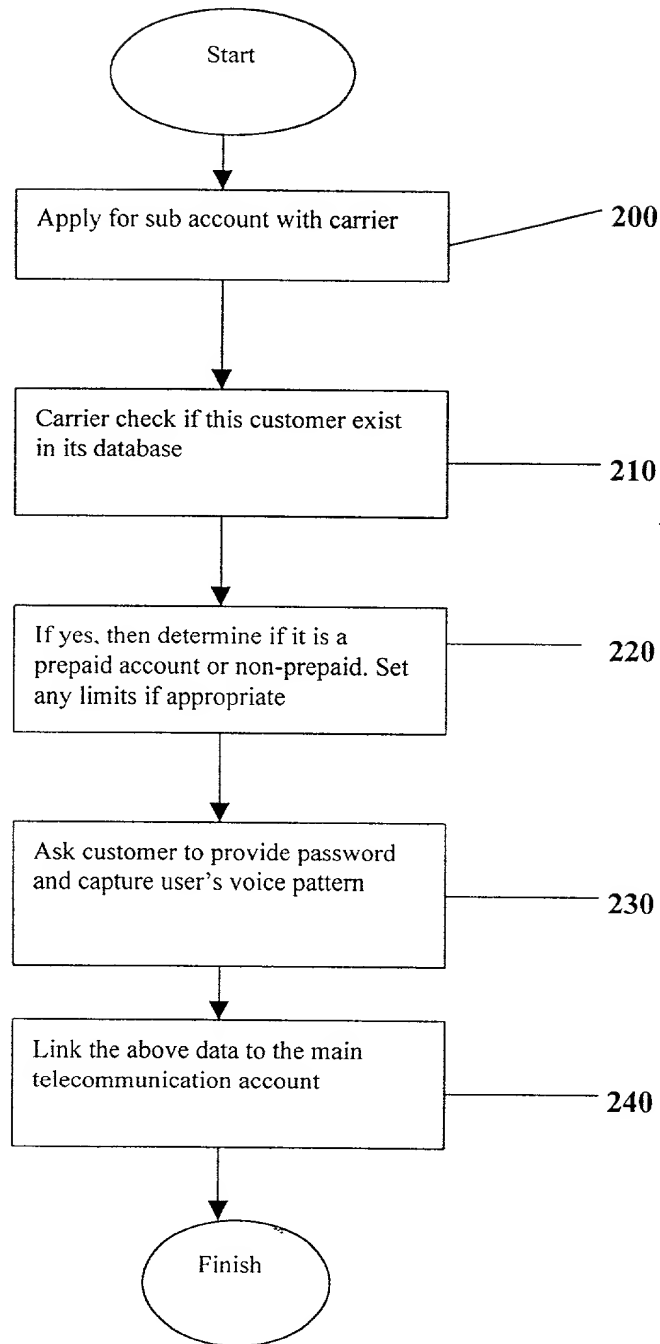 Start
Apply for sub account with carrier
200
Carrier check if this customer exist
in its database
210
If yes, then determine if it is a
prepaid account or non-prepaid. Set
any limits if appropriate
220
Ask customer to provide password
and capture user's voice pattern
230
Link the above data to the main
telecommunication account
240
Finish